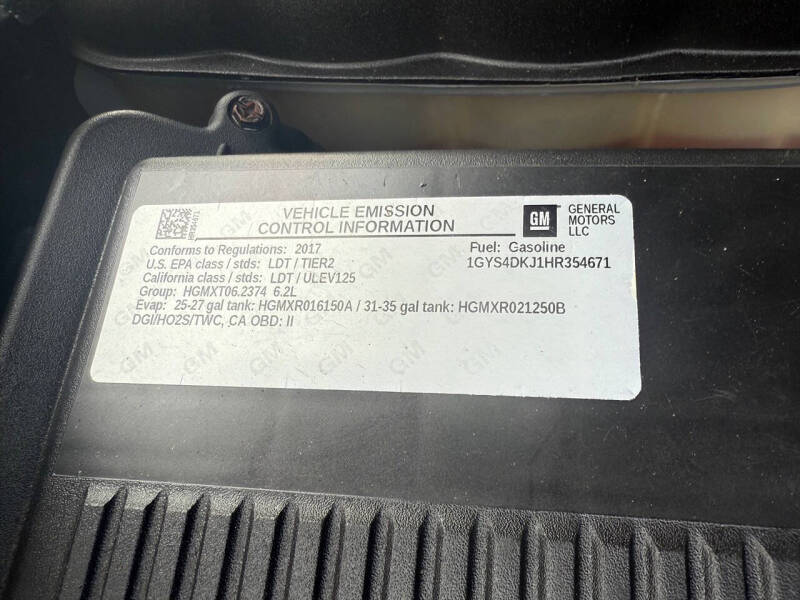 VEHICLE EMISSION
CONTROL INFORMATION
GM
GENERAL
MOTORS
LLC
Conforms to Regulations: 2017
Fuel: Gasoline
U.S. EPA class / stds: LDT / TIER2
1GYS4DKJ1HR354671
California class / stds: LDT / ULEV125
Group: HGMXT06.2374 6.2L
Evap: 25-27 gal tank: HGMXR016150A / 31-35 gal tank: HGMXR021250B
DGI/HO2S/TWC, CA OBD: II